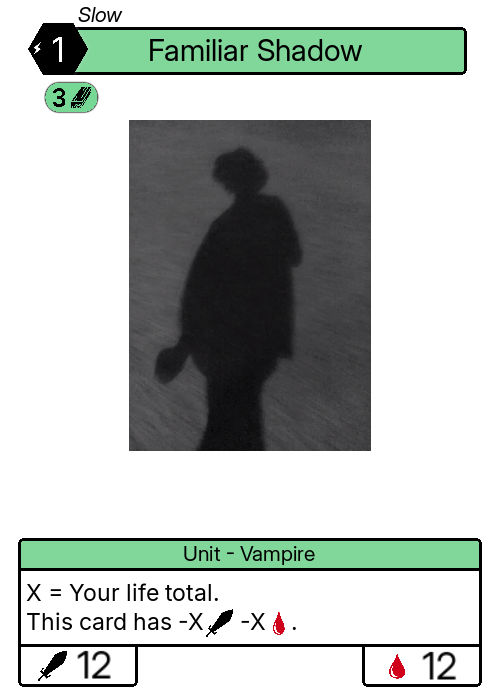 Slow
1
Familiar Shadow
3
Unit - Vampire
X = Your life total.
This card has -X -X .
12
12